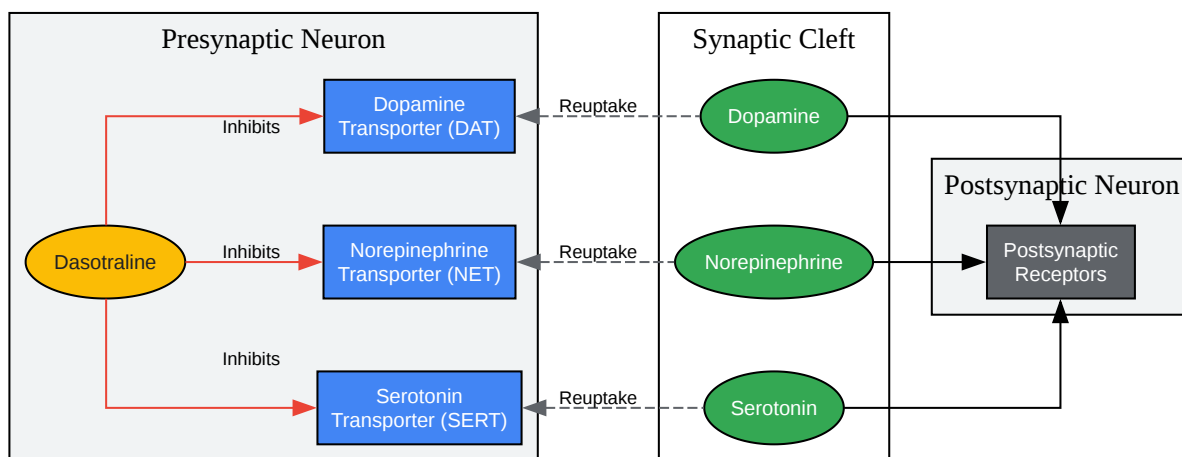 Presynaptic Neuron
Synaptic Cleft
Dopamine
Transporter (DAT)
Inhibits
Reuptake
Dopamine
Postsynaptic Neuron
Dasotraline
Inhibits
Norepinephrine
Transporter (NET)
Reuptake
Norepinephrine
Postsynaptic
Receptors
Inhibits
Serotonin
Transporter (SERT)
Reuptake
Serotonin